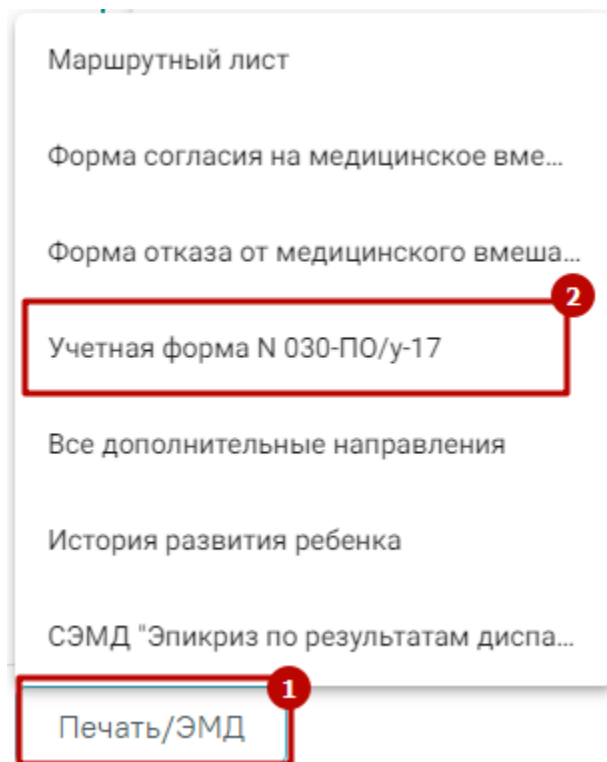 Маршрутный лист
Форма согласия на медицинское вме...
Форма отказа от медицинского вмеша...
2
Учетная форма N 030-ПО/у-17
Все дополнительные направления
История развития ребенка
СЭМД "Эпикриз по результатам диспа...
1
Печать/ЭМД